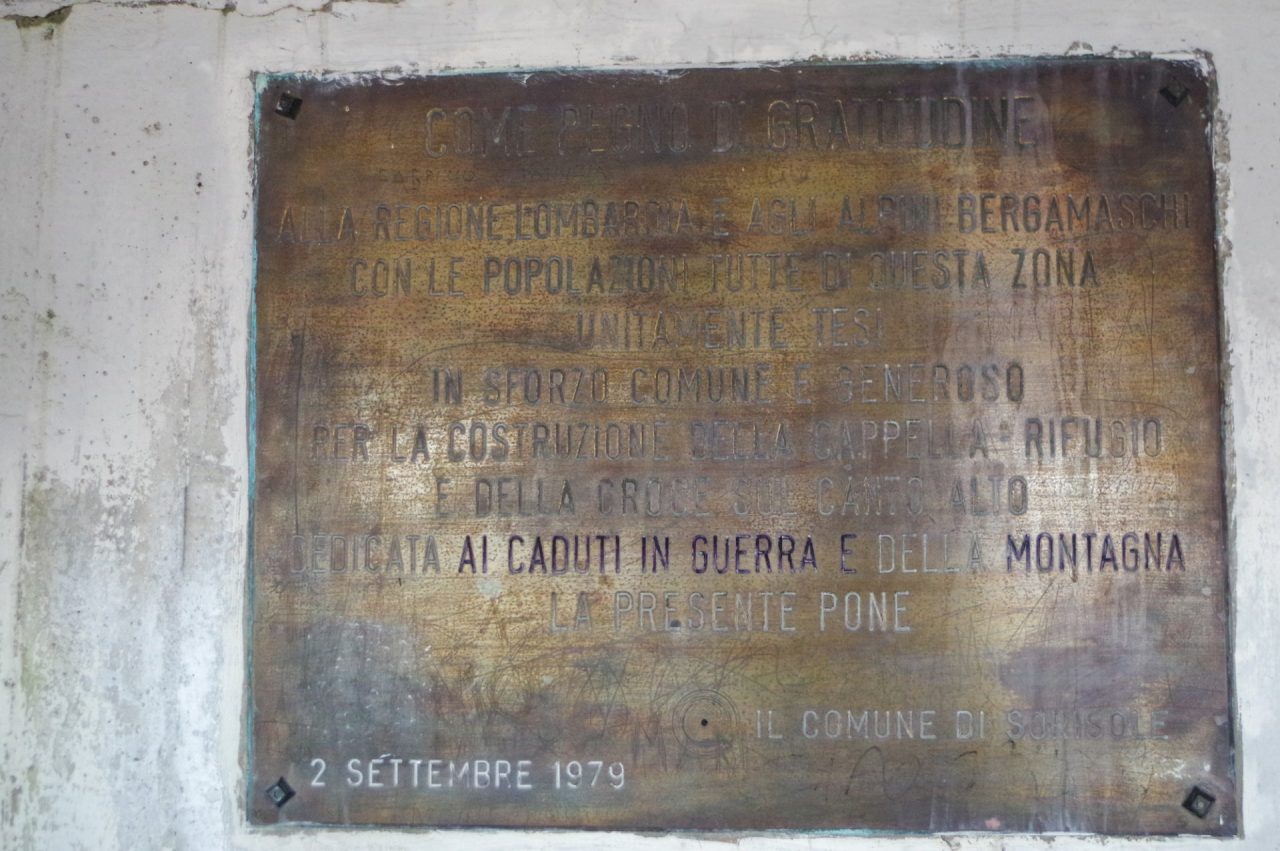 COME PEGNO DI GRATITUDINE
ALLA REGIONE LOMBARDIA E AGLI ALPINI BERGAMASCHI
CON LE POPOLAZIONI TUTTE DI QUESTA ZONA
UNITAMENTE TESI
IN SFORZO COMUNE E GENEROSO
PER LA COSTRUZIONE DELLA CAPPELLA - RIFUGIO
E DELLA CROCE SUL CANTO ALTO
DEDICATA AI CADUTI IN GUERRA E DELLA MONTAGNA
LA PRESENTE PONE
IL COMUNE DI SORISOLE
2 SETTEMBRE 1979